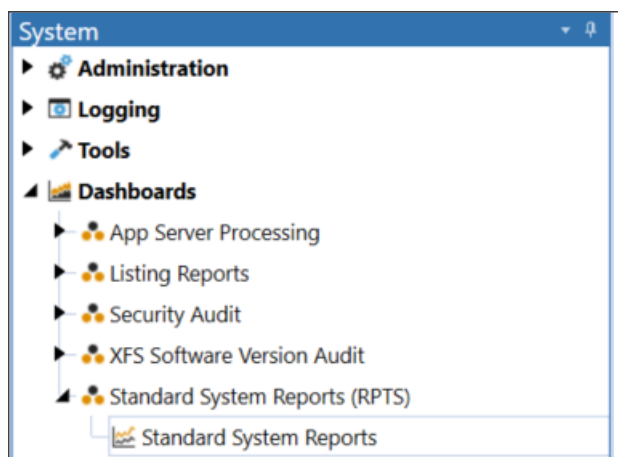 System
Administration
Logging
Tools
Dashboards
App Server Processing
Listing Reports
Security Audit
XFS Software Version Audit
Standard System Reports (RPTS)
Standard System Reports